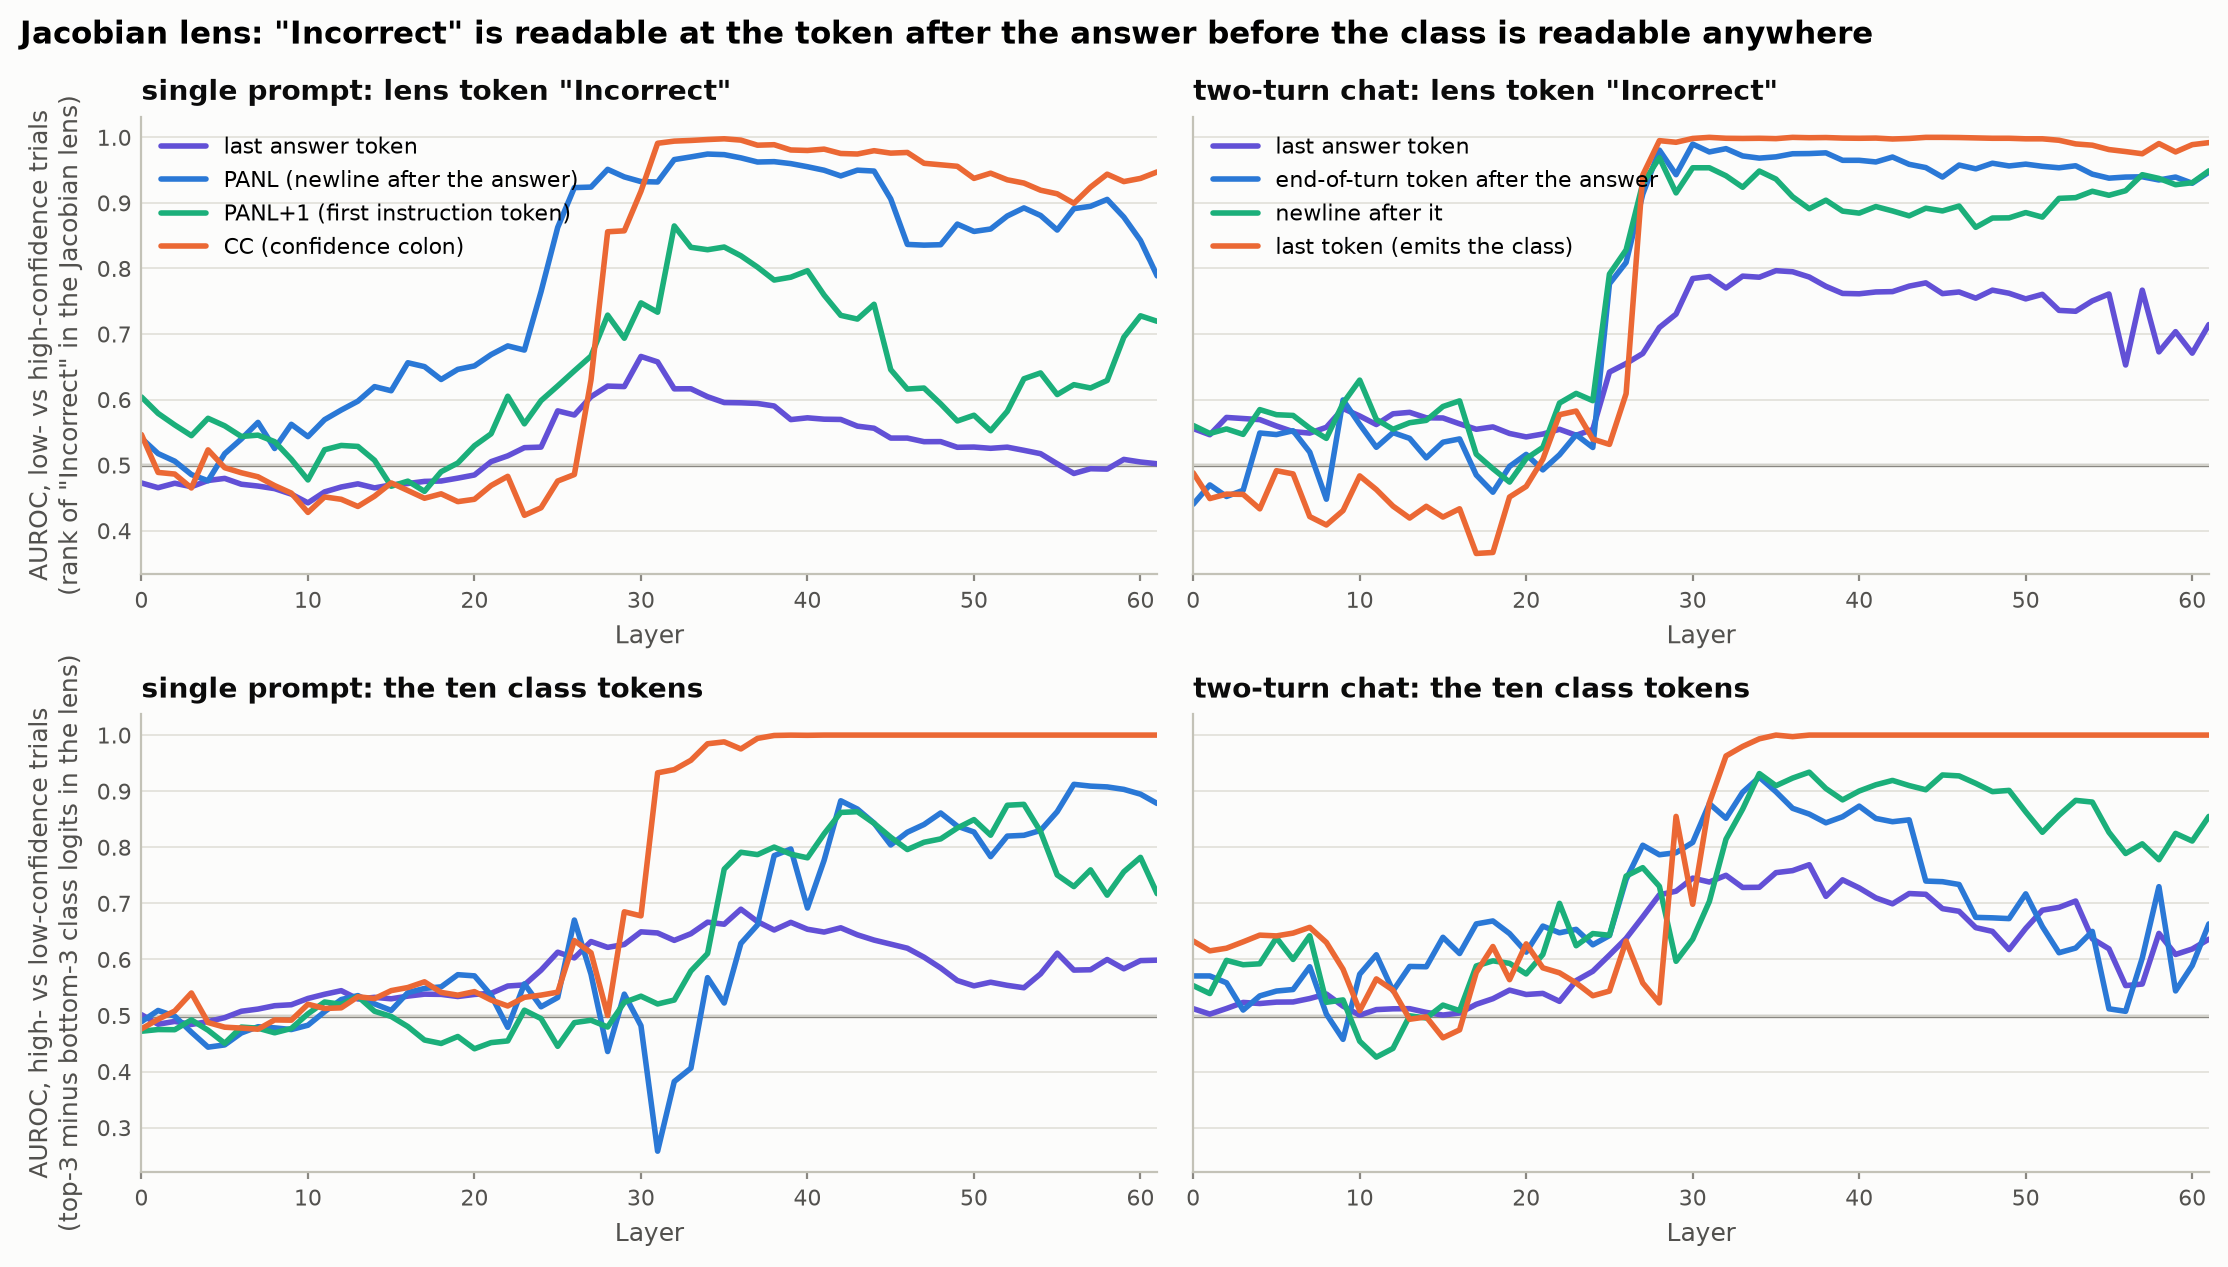 Jacobian lens: "Incorrect" is readable at the token after the answer before the class is readable anywhere
single prompt: lens token "Incorrect"
AUROC, low- vs high-confidence trials
(rank of "Incorrect" in the Jacobian lens)
1.0
0.9
0.8
0.7
0.6
0.5
0.4
last answer token
PANL (newline after the answer)
PANL+1 (first instruction token)
CC (confidence colon)
0 10 20 30 40 50 60
Layer
two-turn chat: lens token "Incorrect"
last answer token
end-of-turn token after the answer
newline after it
last token (emits the class)
0 10 20 30 40 50 60
Layer
single prompt: the ten class tokens
AUROC, high- vs low-confidence trials
(top-3 minus bottom-3 class logits in the lens)
1.0
0.9
0.8
0.7
0.6
0.5
0.4
0.3
0 10 20 30 40 50 60
Layer
two-turn chat: the ten class tokens
0 10 20 30 40 50 60
Layer